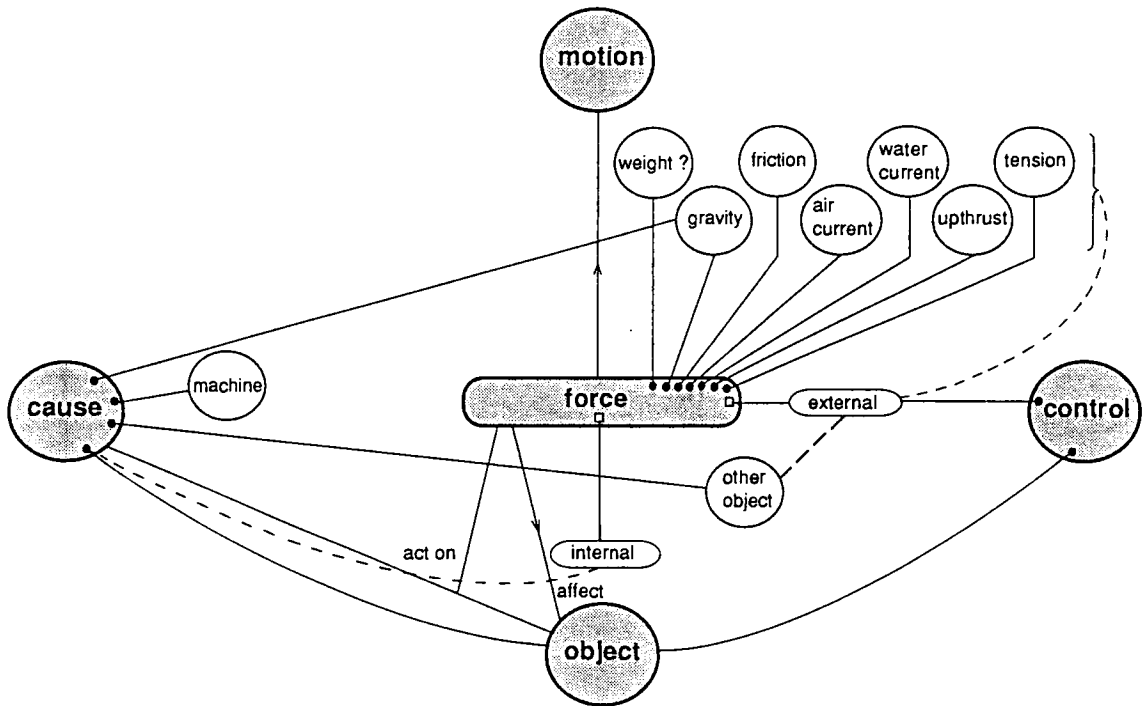 motion
weight ?
friction
water
current
tension
gravity
air
current
upthrust
machine
cause
force
external
control
other
object
act on
internal
affect
object